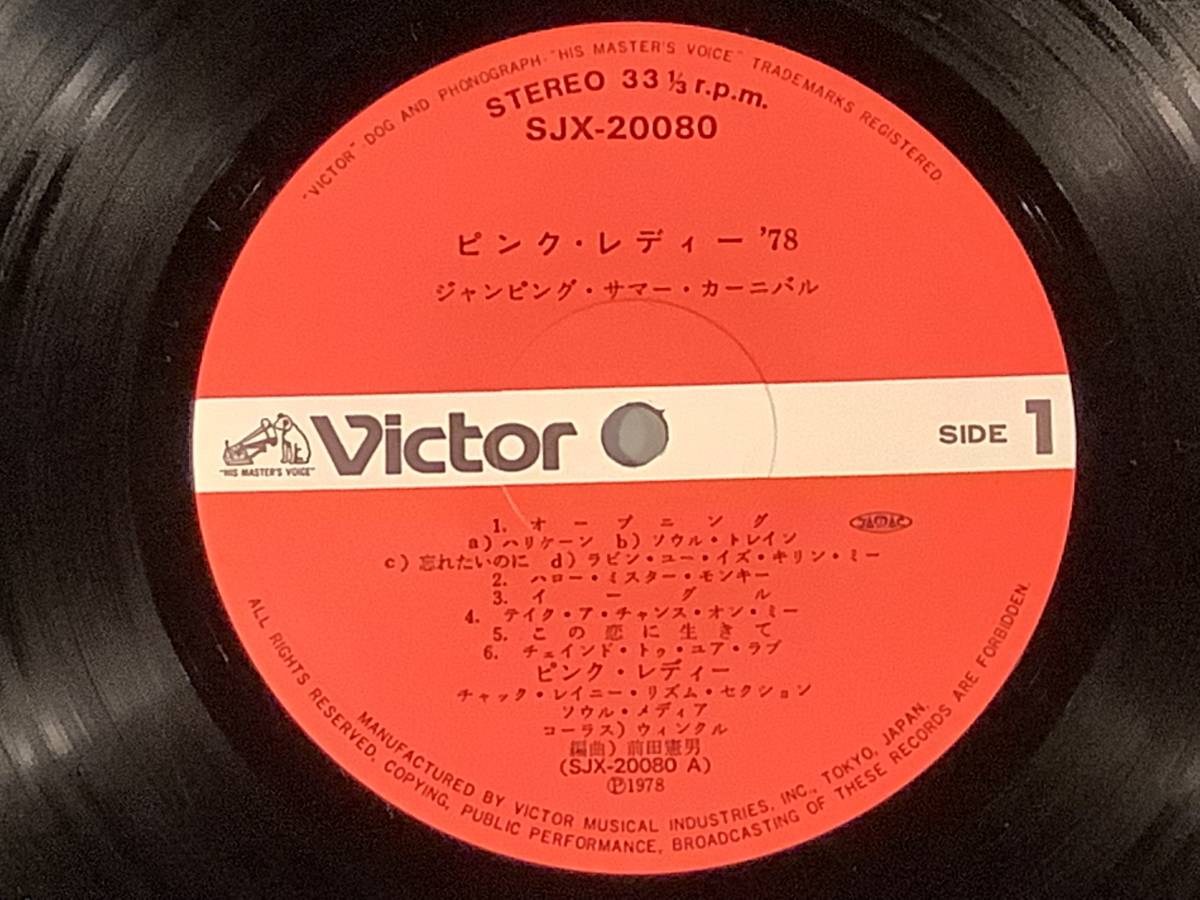 "VICTOR" DOG AND PHONOGRAPH-"HIS MASTER'S VOICE" TRADEMARKS REGISTERED.
STEREO 33 ⅓ r.p.m.
SJX-20080
ピンク・レディー '78
ジャンピング・サマー・カーニバル
"HIS MASTER'S VOICE"
Victor
SIDE 1
1. オープニング
a) ハリケーン b) ソウル・トレイン
c) 忘れたいのに d) ラビン・ユー・イズ・キリン・ミー
2. ハロー・ミスター・モンキー
3. イーグル
4. テイク・ア・チャンス・オン・ミー
5. この恋に生きて
6. チェインド・トゥ・ユア・ラブ
ピンク・レディー
チャック・レイニー・リズム・セクション
ソウル・メディア
コーラス) ウィンクル
編曲) 前田憲男
(SJX-20080 A)
Ⓟ1978
JASRAC
MANUFACTURED BY VICTOR MUSICAL INDUSTRIES, INC., TOKYO, JAPAN.
ALL RIGHTS RESERVED, COPYING, PUBLIC PERFORMANCE, BROADCASTING OF THESE RECORDS ARE FORBIDDEN.